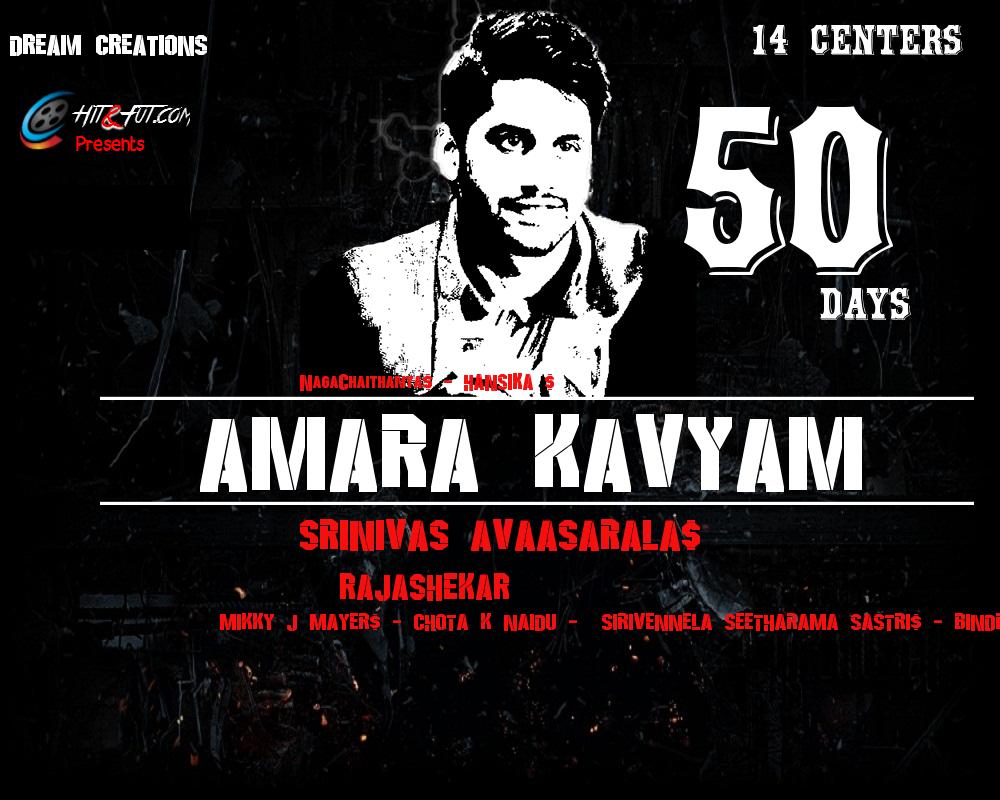 DREAM CREATIONS
14 CENTERS
HIT&FUT.COM
Presents
50
DAYS
NAGACHAITHANYA$ - HANSIKA $
AMARA KAVYAM
SRINIVAS AVAASARALA$
RAJASHEKAR
MIKKY J MAYER$ - CHOTA K NAIDU - SIRIVENNELA SEETHARAMA SASTRI$ -